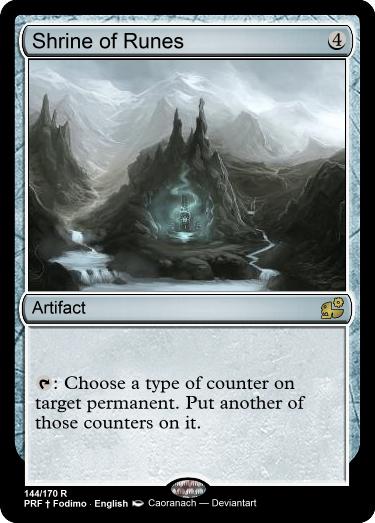 Shrine of Runes 4
Artifact
: Choose a type of counter on
target permanent. Put another of
those counters on it.
144/170 R
PRF † Fodimo · English Caoranach — Deviantart